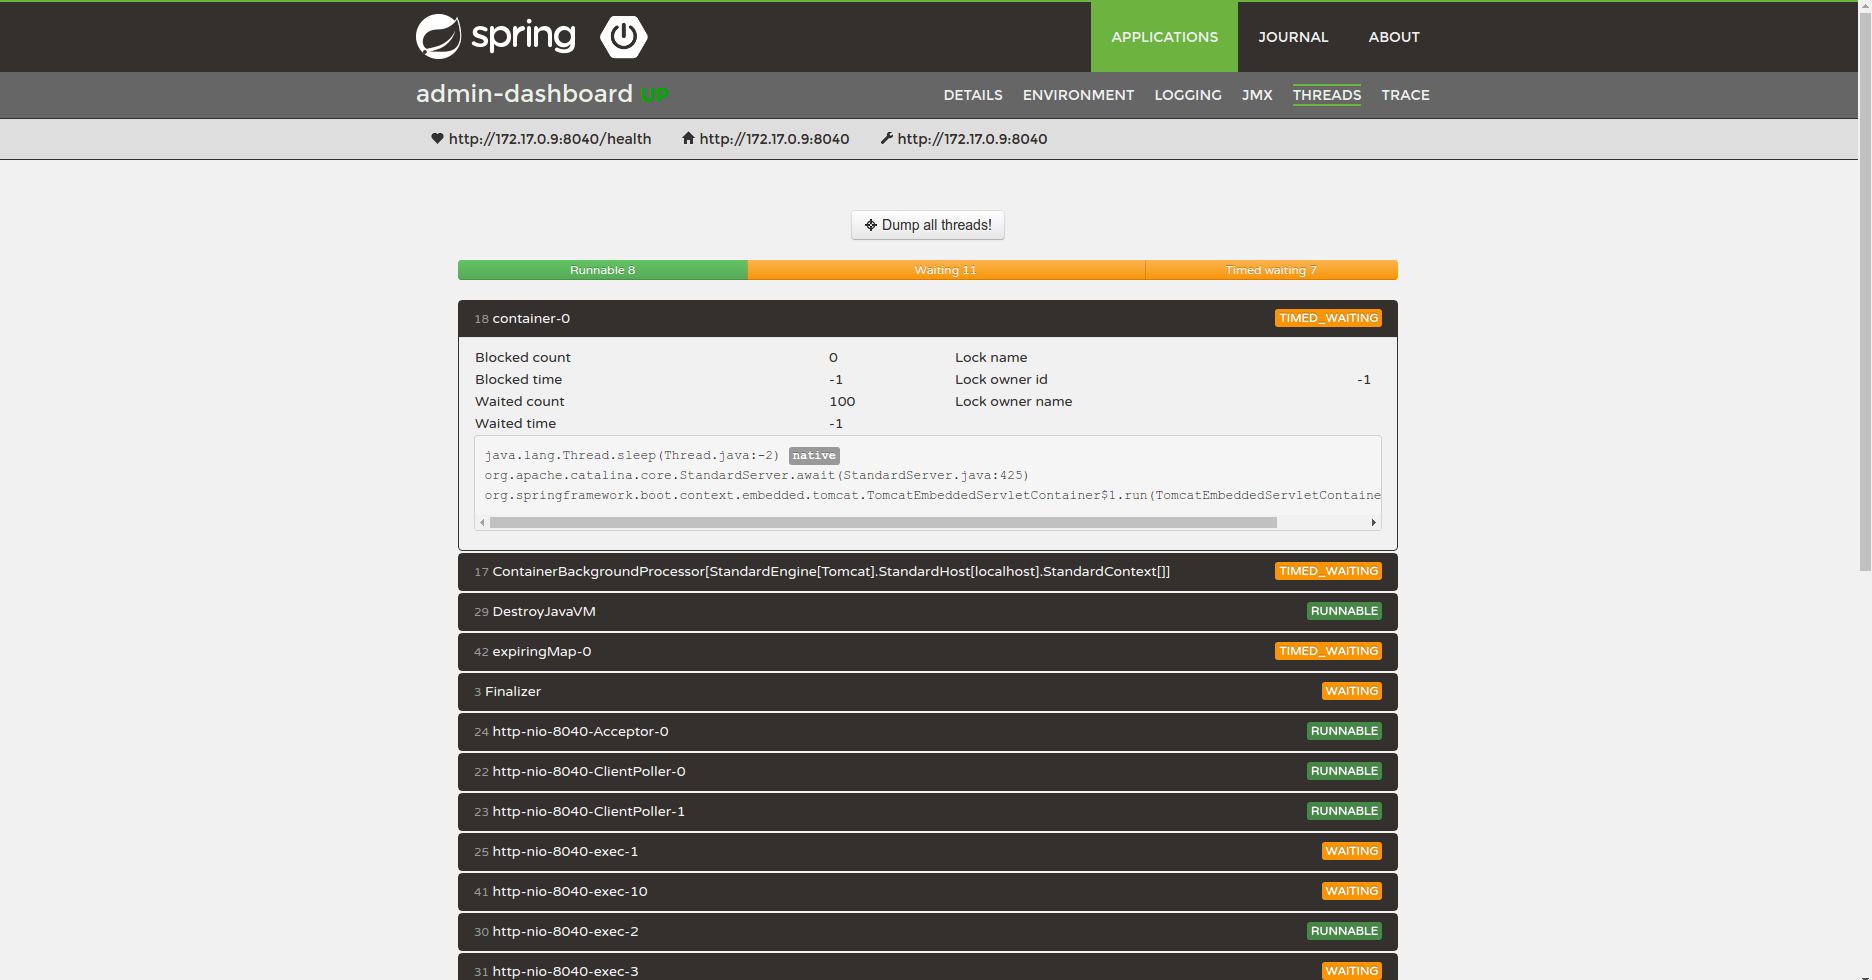 spring APPLICATIONS JOURNAL ABOUT
admin-dashboard UP DETAILS ENVIRONMENT LOGGING JMX THREADS TRACE
http://172.17.0.9:8040/health http://172.17.0.9:8040 http://172.17.0.9:8040
Dump all threads!
Runnable 8 Waiting 11 Timed waiting 7
18 container-0 TIMED_WAITING
Blocked count 0 Lock name
Blocked time -1 Lock owner id -1
Waited count 100 Lock owner name
Waited time -1
java.lang.Thread.sleep(Thread.java:-2) native
org.apache.catalina.core.StandardServer.await(StandardServer.java:425)
org.springframework.boot.context.embedded.tomcat.TomcatEmbeddedServletContainer$1.run(TomcatEmbeddedServletContaine
17 ContainerBackgroundProcessor[StandardEngine[Tomcat].StandardHost[localhost].StandardContext[]] TIMED_WAITING
29 DestroyJavaVM RUNNABLE
42 expiringMap-0 TIMED_WAITING
3 Finalizer WAITING
24 http-nio-8040-Acceptor-0 RUNNABLE
22 http-nio-8040-ClientPoller-0 RUNNABLE
23 http-nio-8040-ClientPoller-1 RUNNABLE
25 http-nio-8040-exec-1 WAITING
41 http-nio-8040-exec-10 WAITING
30 http-nio-8040-exec-2 RUNNABLE
31 http-nio-8040-exec-3 WAITING